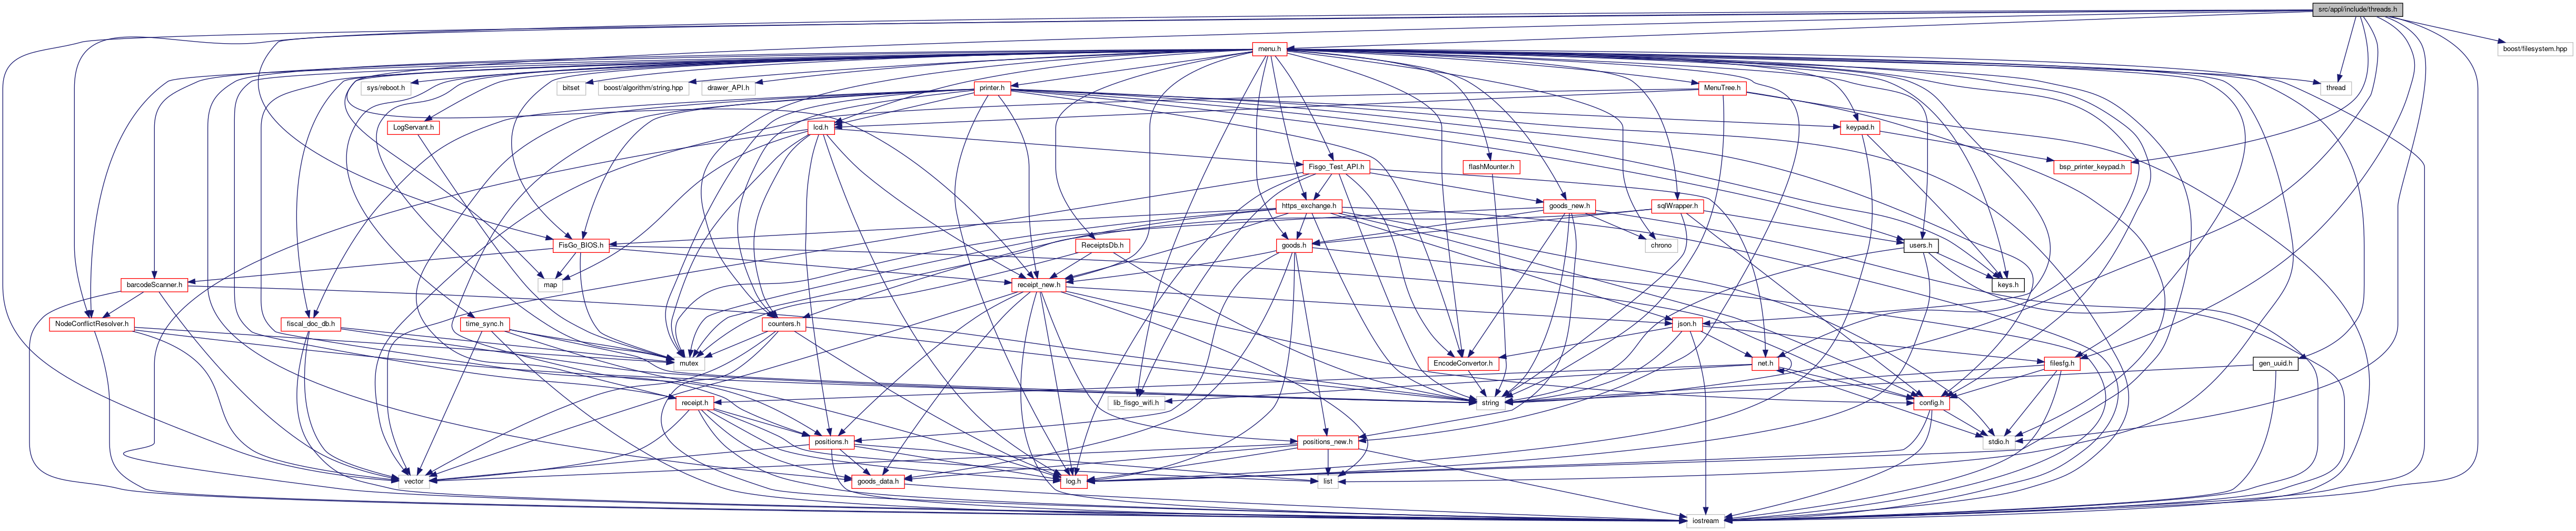 src/appl/include/threads.h
menu.h
boost/filesystem.hpp
sys/reboot.h
bitset
boost/algorithm/string.hpp
drawer_API.h
printer.h
MenuTree.h
thread
LogServant.h
lcd.h
keypad.h
Fisgo_Test_API.h
flashMounter.h
bsp_printer_keypad.h
https_exchange.h
goods_new.h
sqlWrapper.h
FisGo_BIOS.h
ReceiptsDb.h
goods.h
chrono
users.h
barcodeScanner.h
map
receipt_new.h
keys.h
NodeConflictResolver.h
fiscal_doc_db.h
time_sync.h
counters.h
json.h
mutex
EncodeConvertor.h
net.h
filesfg.h
gen_uuid.h
receipt.h
lib_fisgo_wifi.h
string
config.h
positions.h
positions_new.h
stdio.h
vector
goods_data.h
log.h
list
iostream